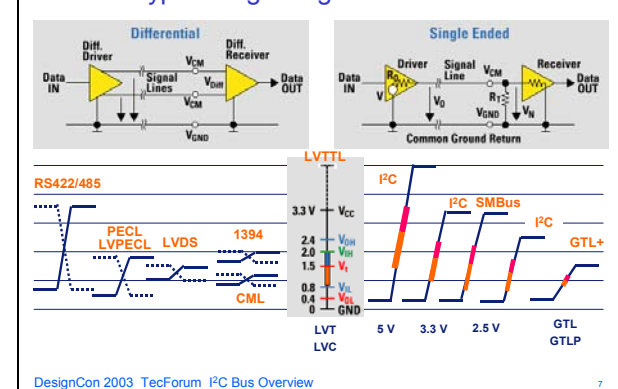 Differential
Diff. Driver
Diff. Receiver
Data IN
Signal Lines
VCM
VDiff
VCM
Data OUT
VGND
Single Ended
Driver
Signal Line
VCM
Receiver
Data IN
RO
V
VO
RT
VGND
VN
Data OUT
Common Ground Return
RS422/485
PECL
LVPECL
LVDS
1394
CML
LVTTL
3.3 V
VCC
2.4
VOH
2.0
VIH
1.5
Vt
0.8
VIL
0.4
VOL
0
GND
LVT
LVC
I²C
I²C
SMBus
I²C
GTL+
5 V
3.3 V
2.5 V
GTL
GTLP
DesignCon 2003 TecForum I²C Bus Overview
7